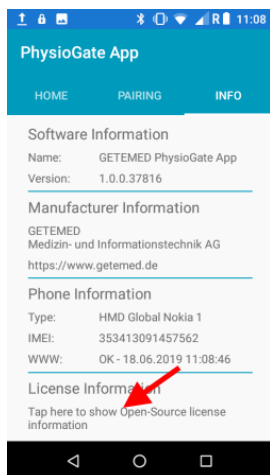 R 11:08
PhysioGate App
HOME PAIRING INFO
Software Information
Name: GETEMED PhysioGate App
Version: 1.0.0.37816
Manufacturer Information
GETEMED
Medizin- und Informationstechnik AG
https://www.getemed.de
Phone Information
Type: HMD Global Nokia 1
IMEI: 353413091457562
WWW: OK - 18.06.2019 11:08:46
License Information
Tap here to show Open-Source license
information